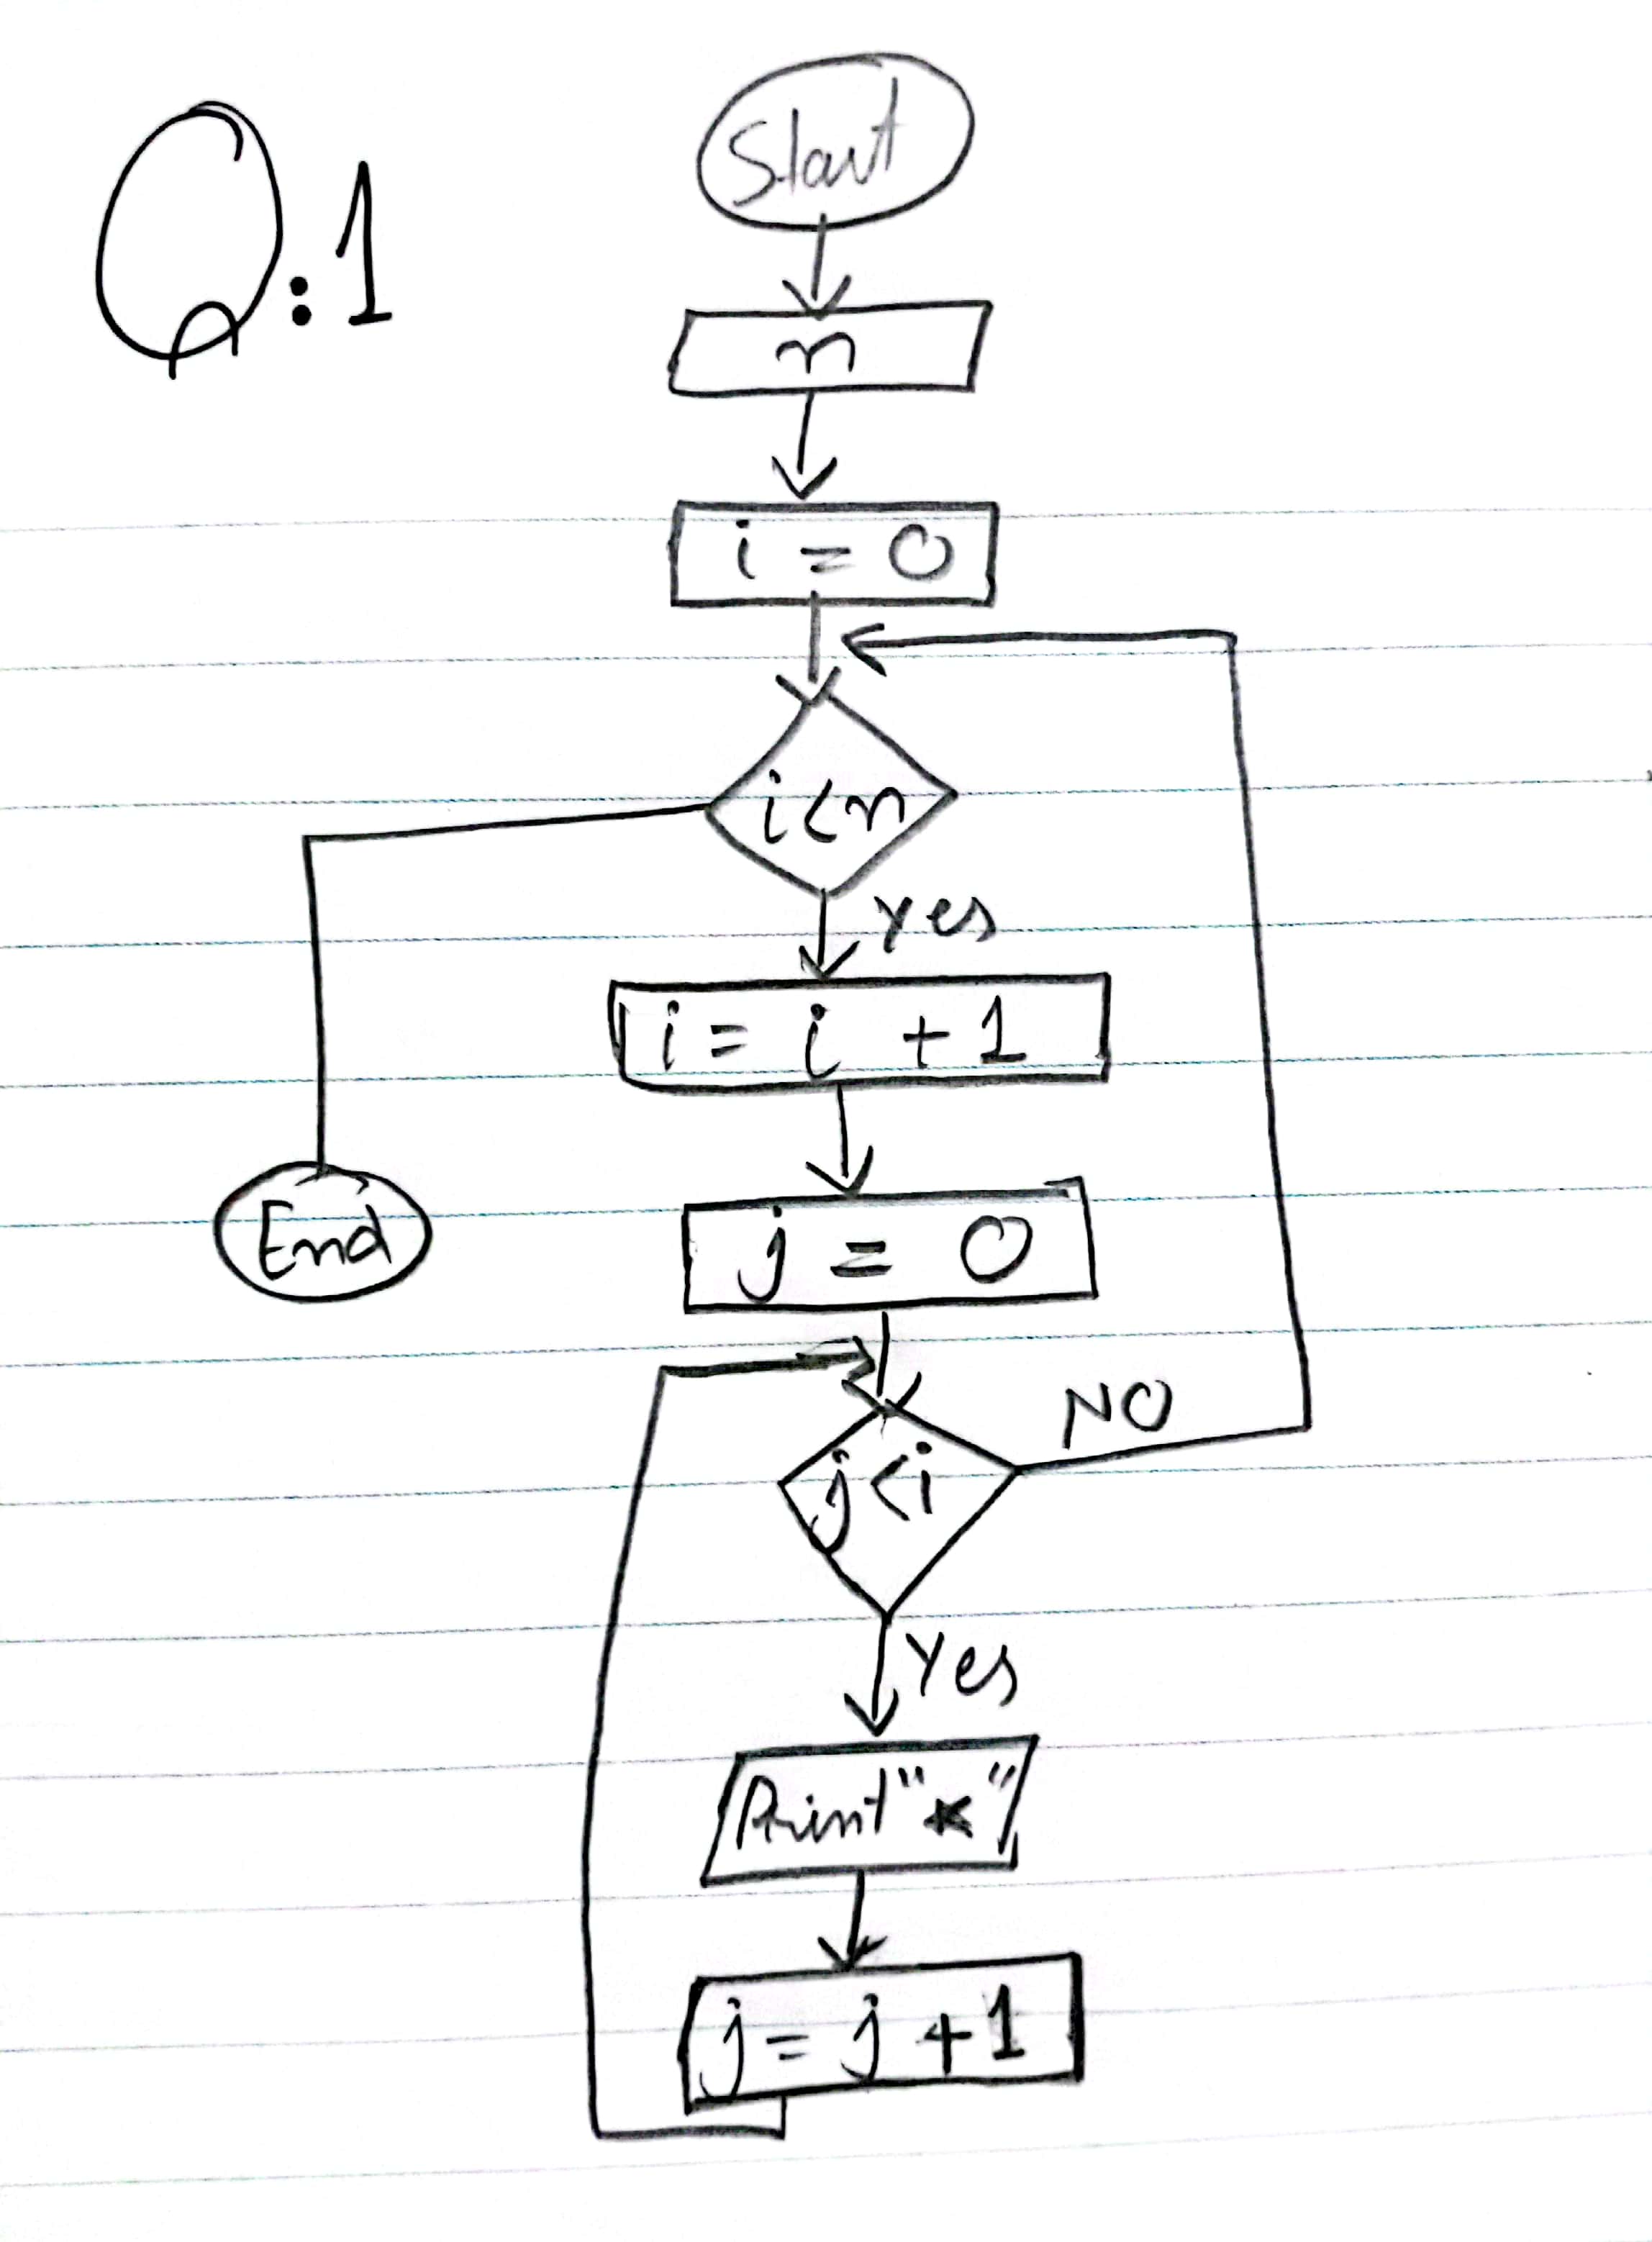 Q:1
Start
n
i = 0
i<n
yes
i = i + 1
End
j = 0
NO
j<i
Yes
Print "*"
j = j + 1